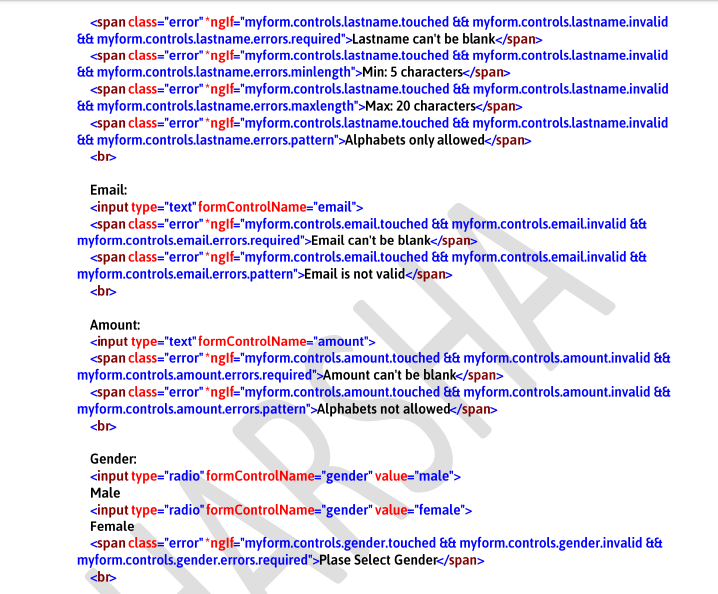 <span class="error" *ngIf="myform.controls.lastname.touched && myform.controls.lastname.invalid
&& myform.controls.lastname.errors.required">Lastname can't be blank</span>
<span class="error" *ngIf="myform.controls.lastname.touched && myform.controls.lastname.invalid
&& myform.controls.lastname.errors.minlength">Min: 5 characters</span>
<span class="error" *ngIf="myform.controls.lastname.touched && myform.controls.lastname.invalid
&& myform.controls.lastname.errors.maxlength">Max: 20 characters</span>
<span class="error" *ngIf="myform.controls.lastname.touched && myform.controls.lastname.invalid
&& myform.controls.lastname.errors.pattern">Alphabets only allowed</span>
<br>
Email:
<input type="text" formControlName="email">
<span class="error" *ngIf="myform.controls.email.touched && myform.controls.email.invalid &&
myform.controls.email.errors.required">Email can't be blank</span>
<span class="error" *ngIf="myform.controls.email.touched && myform.controls.email.invalid &&
myform.controls.email.errors.pattern">Email is not valid</span>
<br>
Amount:
<input type="text" formControlName="amount">
<span class="error" *ngIf="myform.controls.amount.touched && myform.controls.amount.invalid &&
myform.controls.amount.errors.required">Amount can't be blank</span>
<span class="error" *ngIf="myform.controls.amount.touched && myform.controls.amount.invalid &&
myform.controls.amount.errors.pattern">Alphabets not allowed</span>
<br>
Gender:
<input type="radio" formControlName="gender" value="male">
Male
<input type="radio" formControlName="gender" value="female">
Female
<span class="error" *ngIf="myform.controls.gender.touched && myform.controls.gender.invalid &&
myform.controls.gender.errors.required">Plase Select Gender</span>
<br>
HARSHA